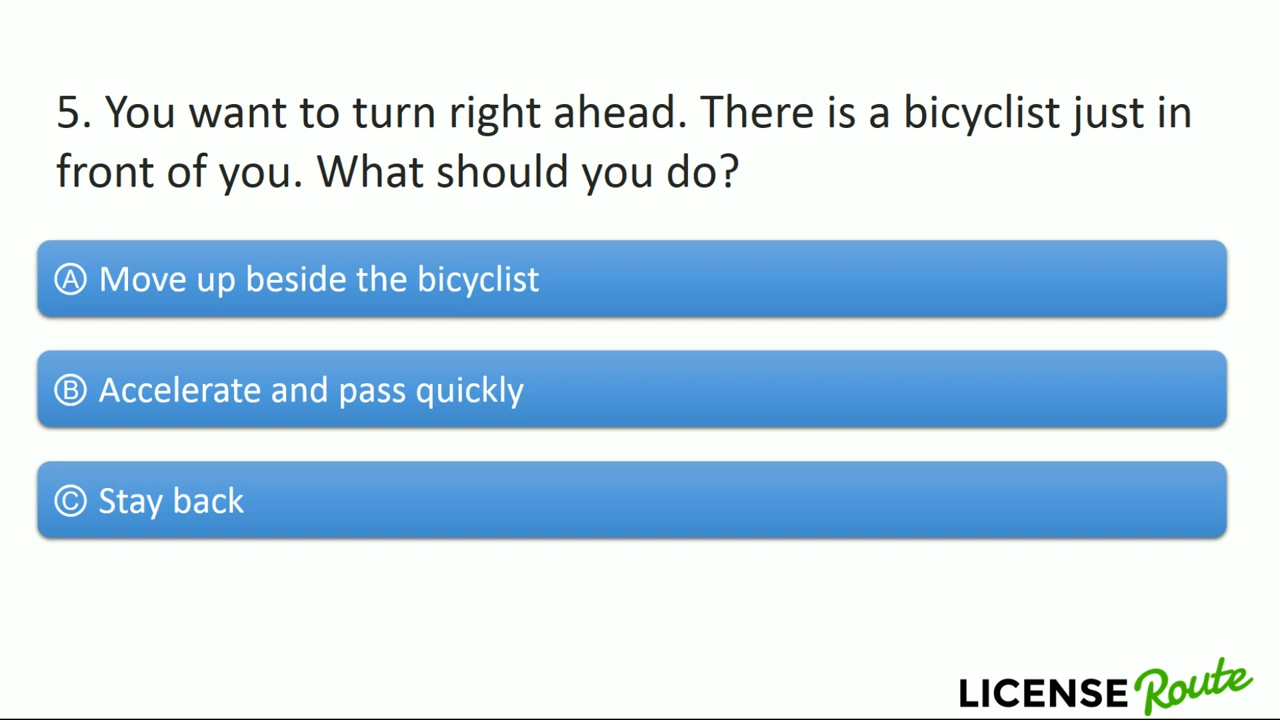 5. You want to turn right ahead. There is a bicyclist just in
front of you. What should you do?
Ⓐ Move up beside the bicyclist
Ⓑ Accelerate and pass quickly
Ⓒ Stay back
LICENSE Route